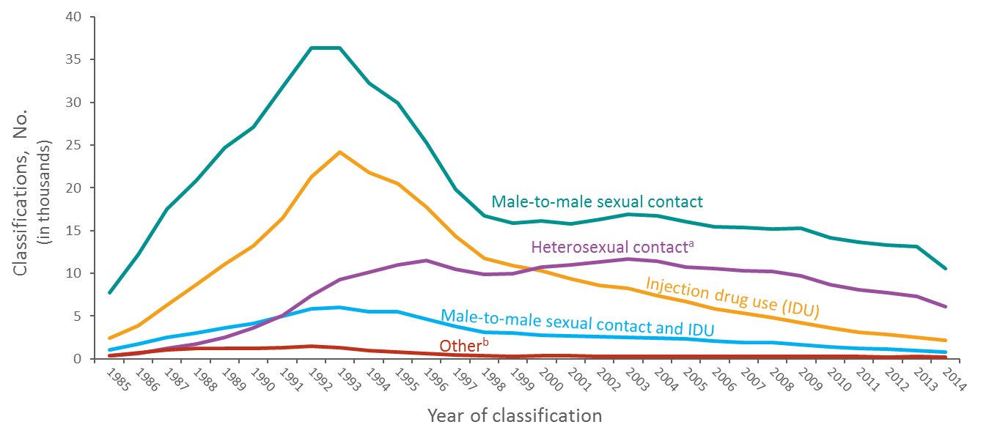 40
35
30
25
20
15
10
5
0
Classifications, No.
(in thousands)
Male-to-male sexual contact
Heterosexual contactᵃ
Injection drug use (IDU)
Male-to-male sexual contact and IDU
Otherᵇ
1985 1986 1987 1988 1989 1990 1991 1992 1993 1994 1995 1996 1997 1998 1999 2000 2001 2002 2003 2004 2005 2006 2007 2008 2009 2010 2011 2012 2013 2014
Year of classification